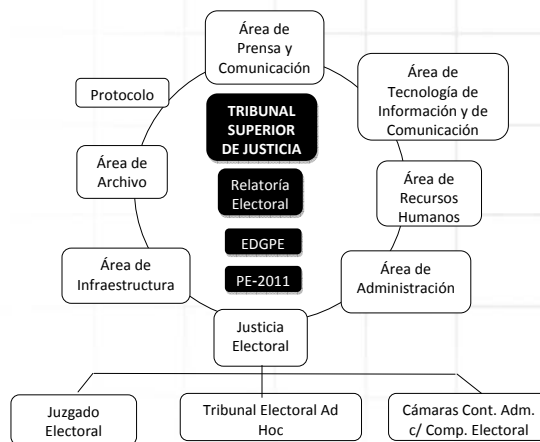 Área de
Prensa y
Comunicación
Área de
Tecnología de
Información y de
Comunicación
Protocolo
TRIBUNAL
SUPERIOR
DE JUSTICIA
Área de
Archivo
Relatoría
Electoral
Área de
Recursos
Humanos
EDGPE
Área de
Infraestructura
PE-2011
Área de
Administración
Justicia
Electoral
Juzgado
Electoral
Tribunal Electoral Ad
Hoc
Cámaras Cont. Adm.
c/ Comp. Electoral